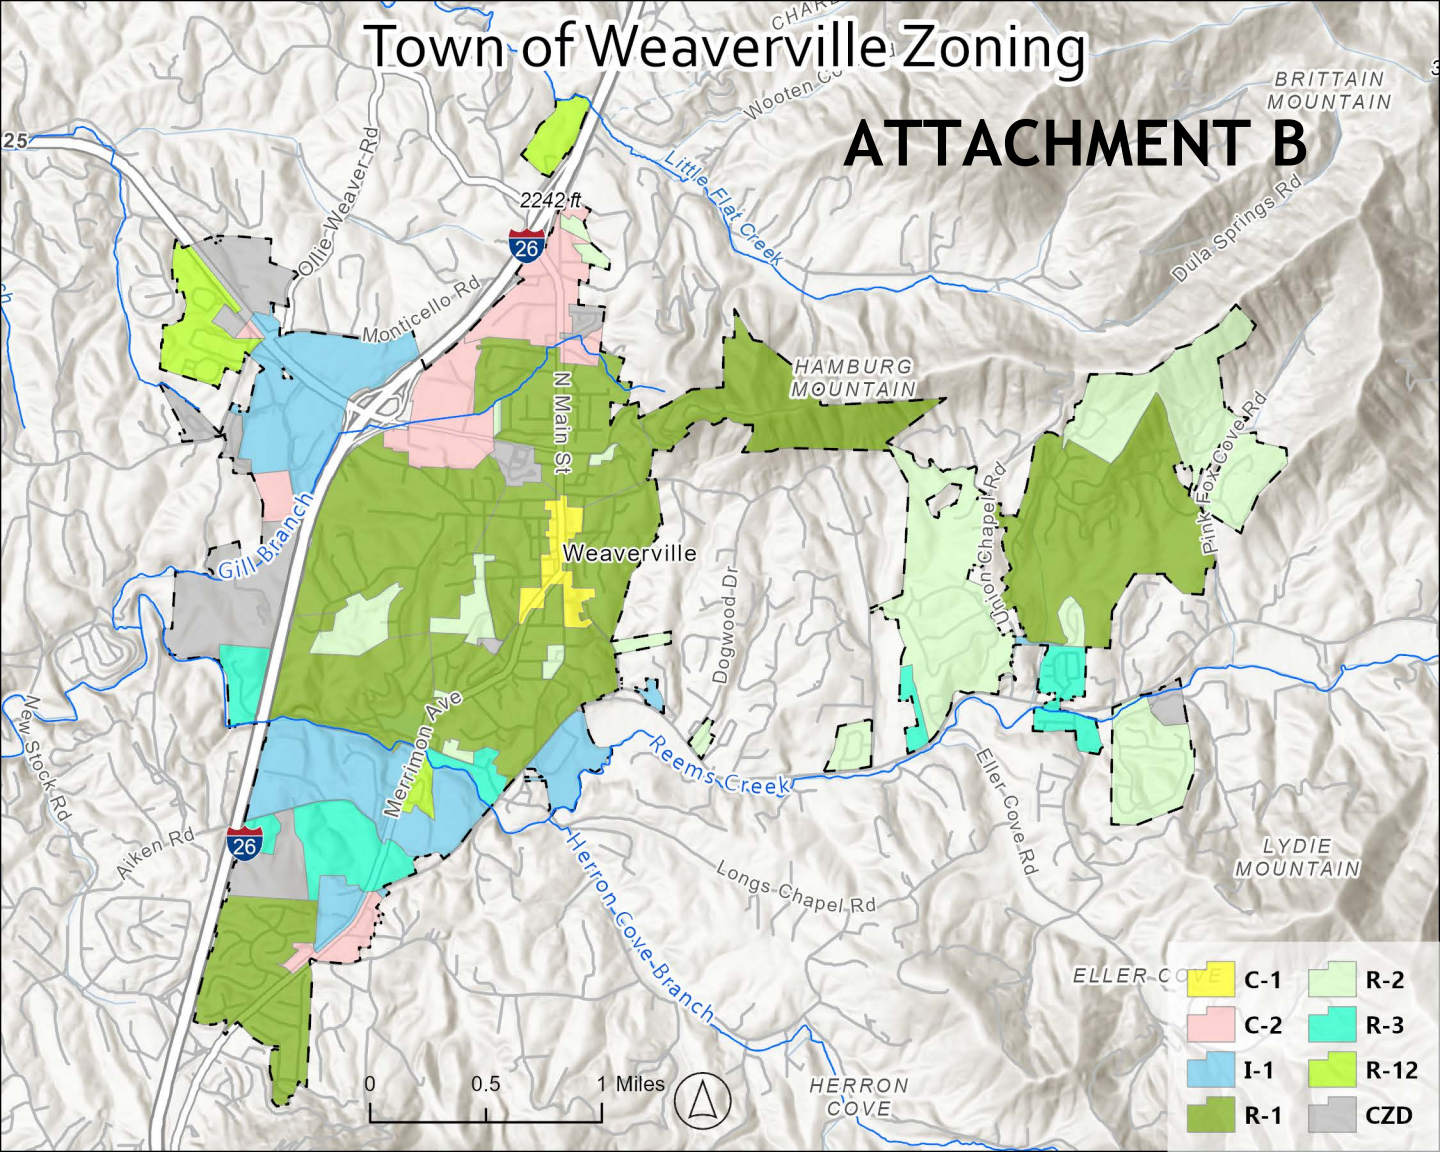 Town of Weaverville Zoning
ATTACHMENT B
Wooten
BRITTAIN
MOUNTAIN
25
Ollie Weaver Rd
Little Flat Creek
Dula Springs Rd
2242 ft
26
Monticello Rd
HAMBURG
MOUNTAIN
N Main St
Union Chapel Rd
Pink Fox Cove Rd
Gill Branch
Weaverville
Dogwood Dr
New Stock Rd
Merrimon Ave
Reems Creek
Eller Cove Rd
Aiken Rd
26
Herron Cove Branch
Longs Chapel Rd
LYDIE
MOUNTAIN
ELLER COVE
C-1
R-2
C-2
R-3
I-1
R-12
R-1
CZD
0 0.5 1 Miles
HERRON
COVE